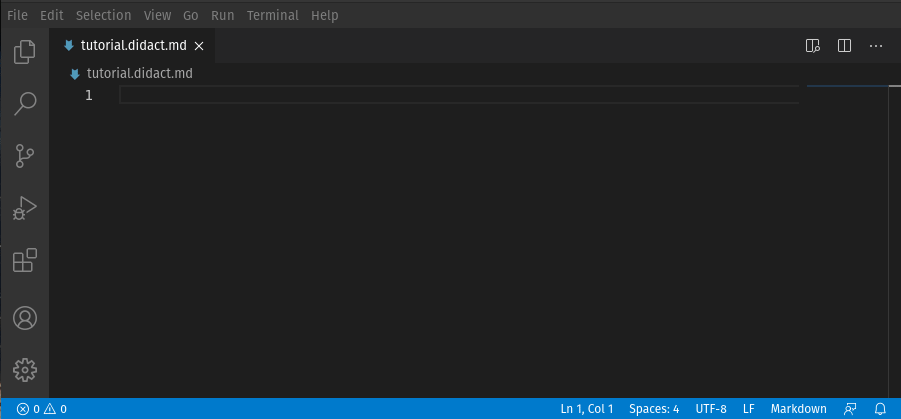 File Edit Selection View Go Run Terminal Help
tutorial.didact.md
tutorial.didact.md
1
0 0 Ln 1, Col 1 Spaces: 4 UTF-8 LF Markdown